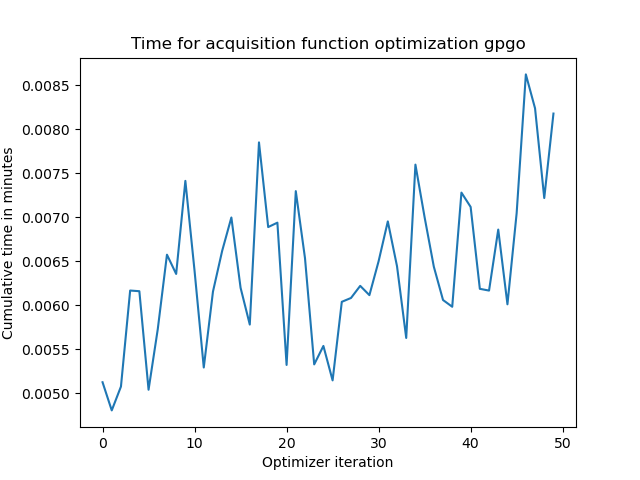 Time for acquisition function optimization gpgo
Cumulative time in minutes
0.0085
0.0080
0.0075
0.0070
0.0065
0.0060
0.0055
0.0050
0 10 20 30 40 50
Optimizer iteration